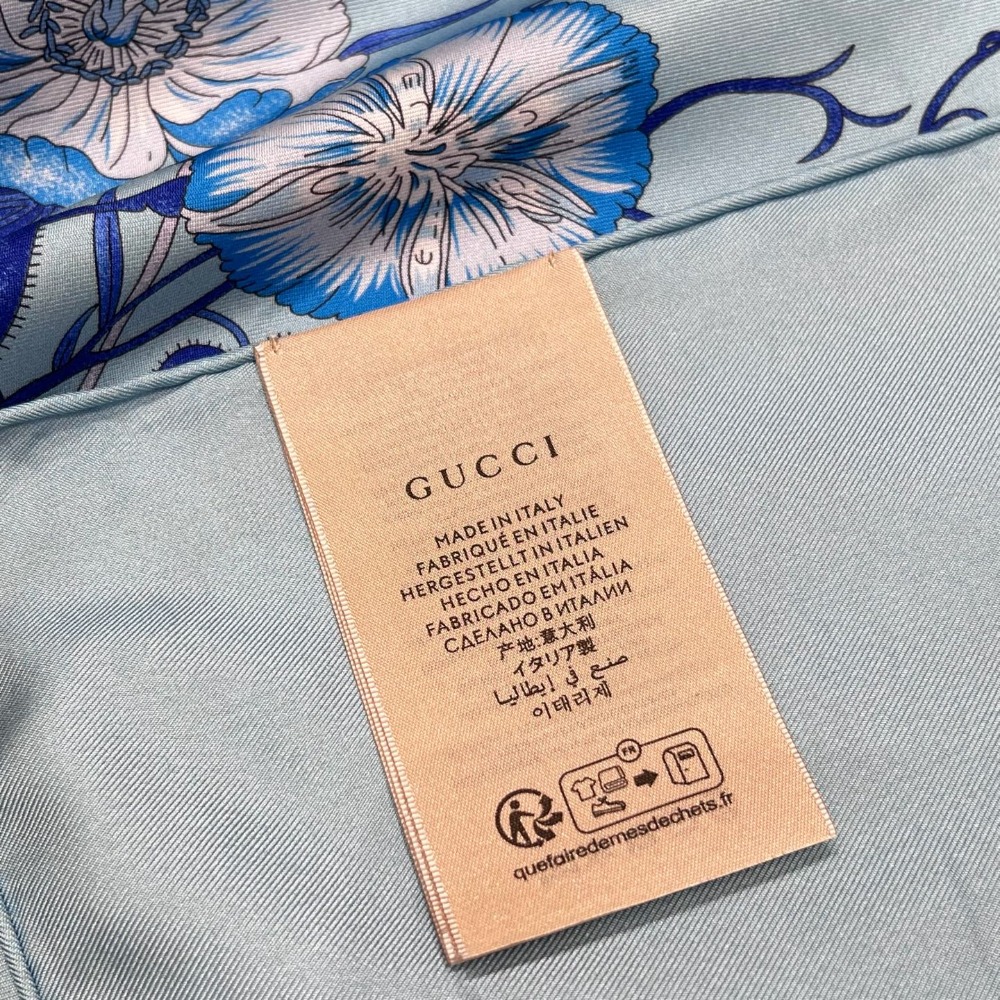 GUCCI
MADE IN ITALY
FABRIQUÉ EN ITALIE
HERGESTELLT IN ITALIEN
HECHO EN ITALIA
FABRICADO EM ITÁLIA
СДЕЛАНО В ИТАЛИИ
产地:意大利
イタリア製
صنع في إيطاليا
이태리제
FR
quefairedemesdechets.fr